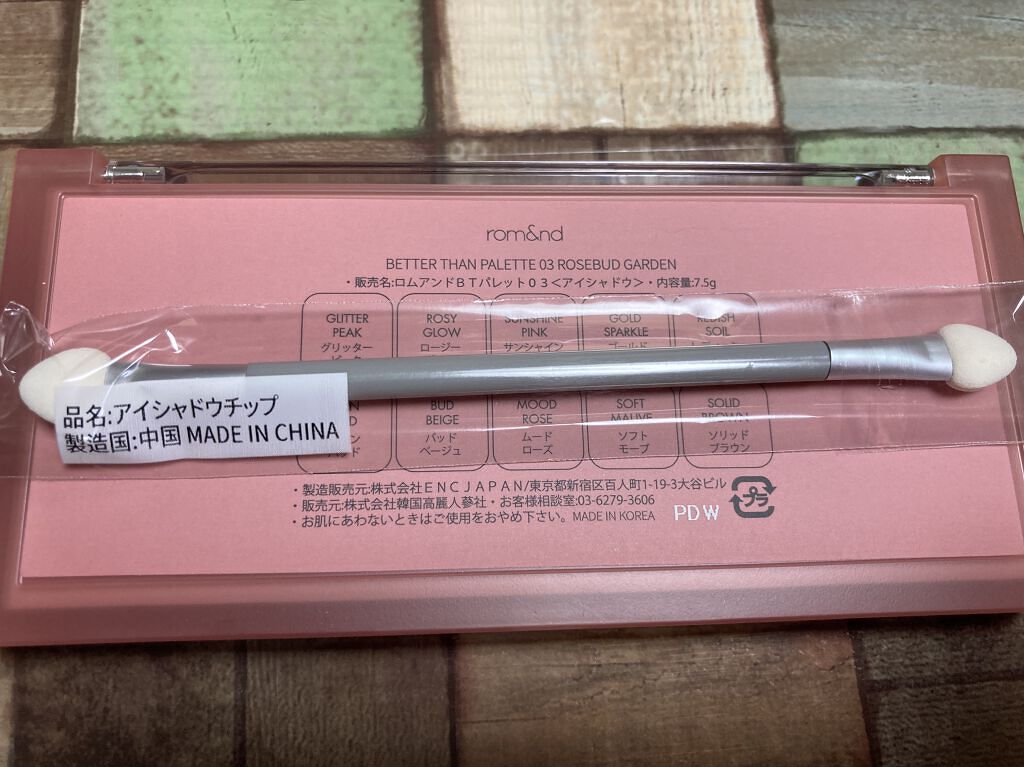 rom&nd
BETTER THAN PALETTE 03 ROSEBUD GARDEN
・販売名:ロムアンドBTパレット03<アイシャドウ>・内容量:7.5g
GLITTER PEAK グリッター
ROSY GLOW ロージー
SUNSHINE PINK サンシャイン
GOLD SPARKLE ゴールド
SOIL
BUD BEIGE バッド ベージュ
MOOD ROSE ムード ローズ
SOFT MAUVE ソフト モーブ
SOLID BROWN ソリッド ブラウン
品名:アイシャドウチップ
製造国:中国 MADE IN CHINA
・製造販売元:株式会社ENCJAPAN/東京都新宿区百人町1-19-3大谷ビル
・販売元:株式会社韓国高麗人蔘社・お客様相談室:03-6279-3606
・お肌にあわないときはご使用をおやめ下さい。MADE IN KOREA
PDW
プラ